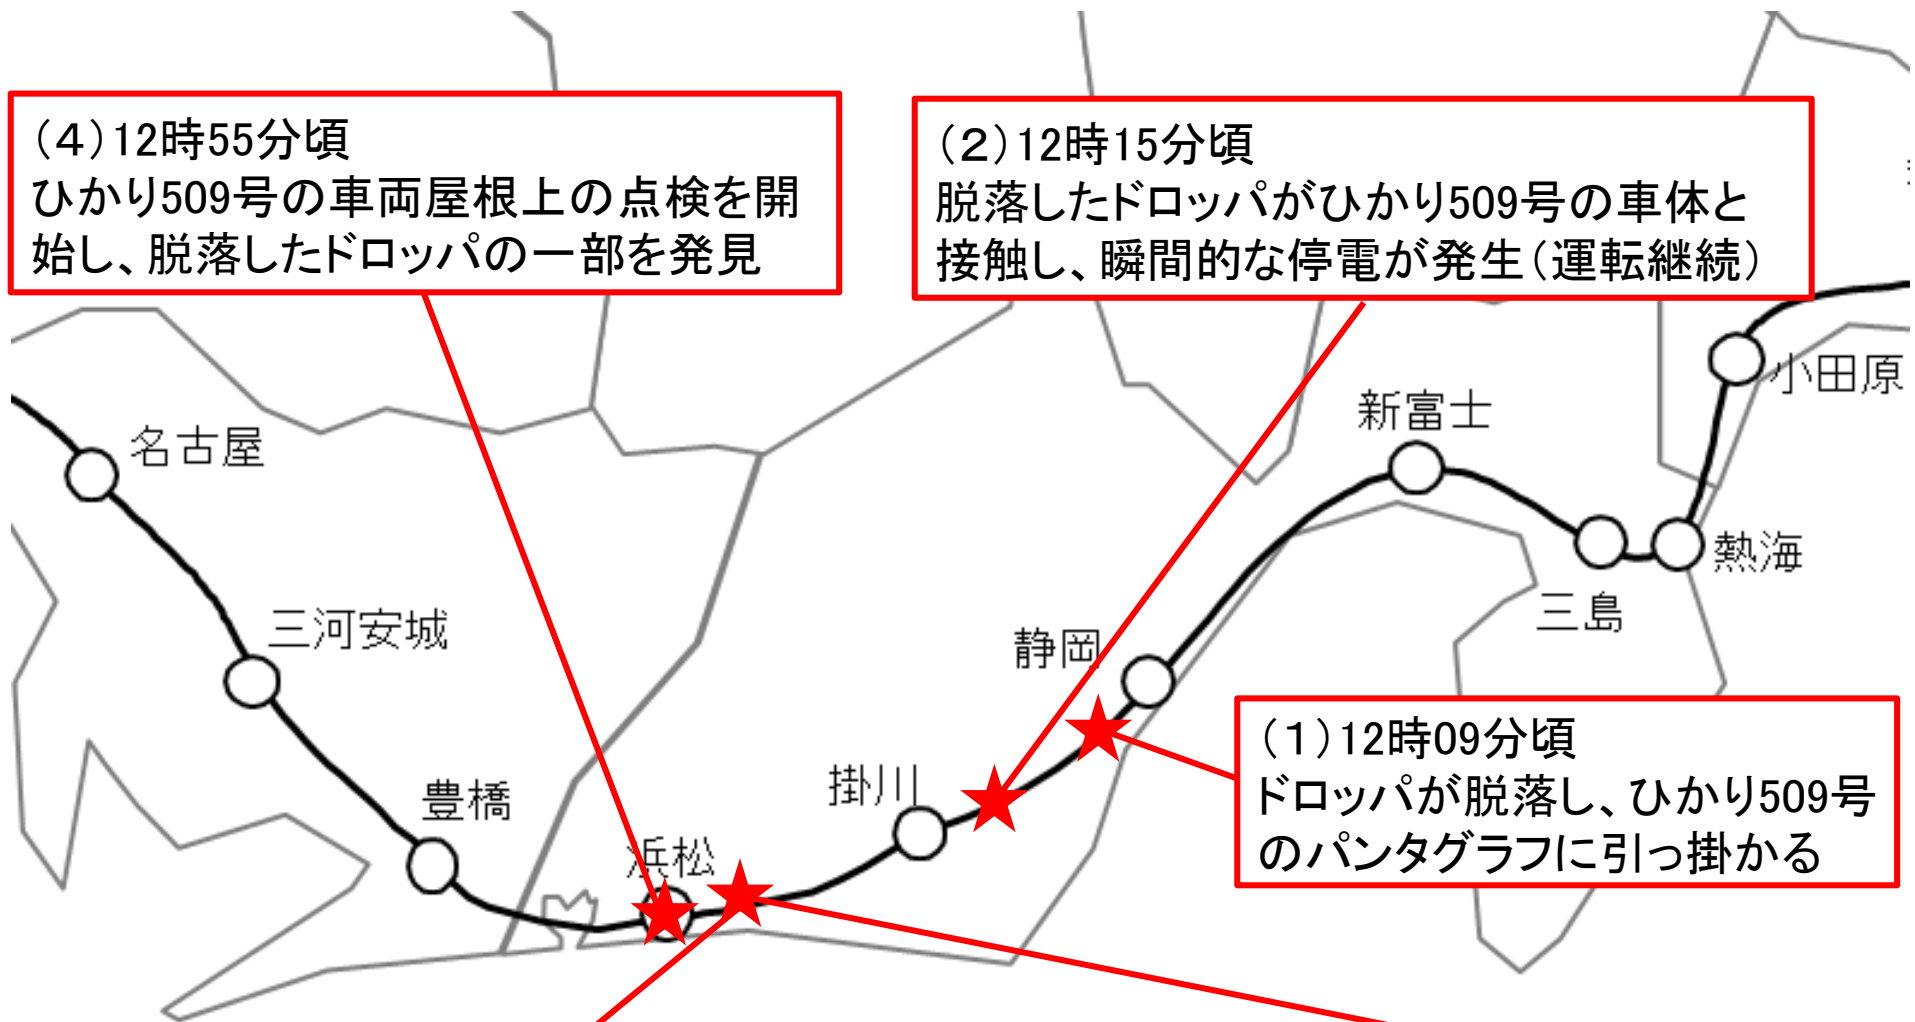 (4)12時55分頃
ひかり509号の車両屋根上の点検を開
始し、脱落したドロッパの一部を発見
(2)12時15分頃
脱落したドロッパがひかり509号の車体と
接触し、瞬間的な停電が発生(運転継続)
小田原
新富士
名古屋
熱海
三島
三河安城
静岡
(1)12時09分頃
ドロッパが脱落し、ひかり509号
のパンタグラフに引っ掛かる
掛川
豊橋
浜松